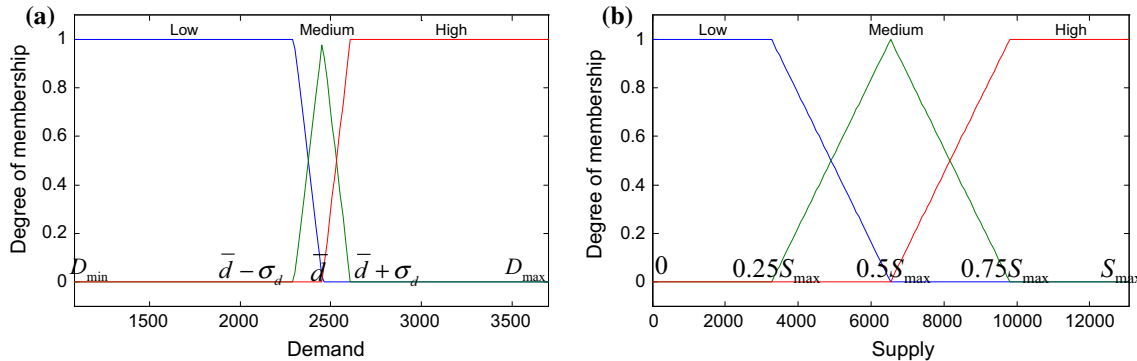 (a)
Low Medium High
Degree of membership
1
0.8
0.6
0.4
0.2
0
D_min d̄ − σ_d d̄ d̄ + σ_d D_max
1500 2000 2500 3000 3500
Demand
(b)
Low Medium High
Degree of membership
1
0.8
0.6
0.4
0.2
0
0 0.25S_max 0.5S_max 0.75S_max S_max
0 2000 4000 6000 8000 10000 12000
Supply